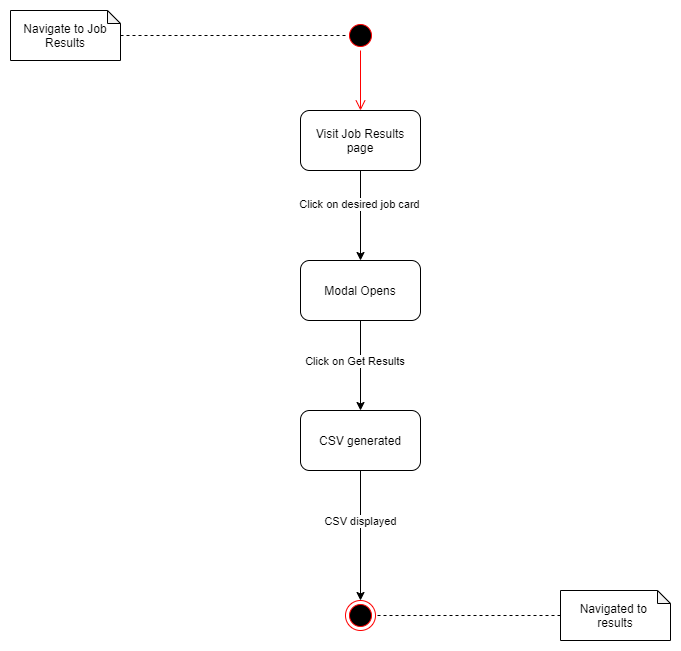 Navigate to Job
Results
Visit Job Results
page
Click on desired job card
Modal Opens
Click on Get Results
CSV generated
CSV displayed
Navigated to
results